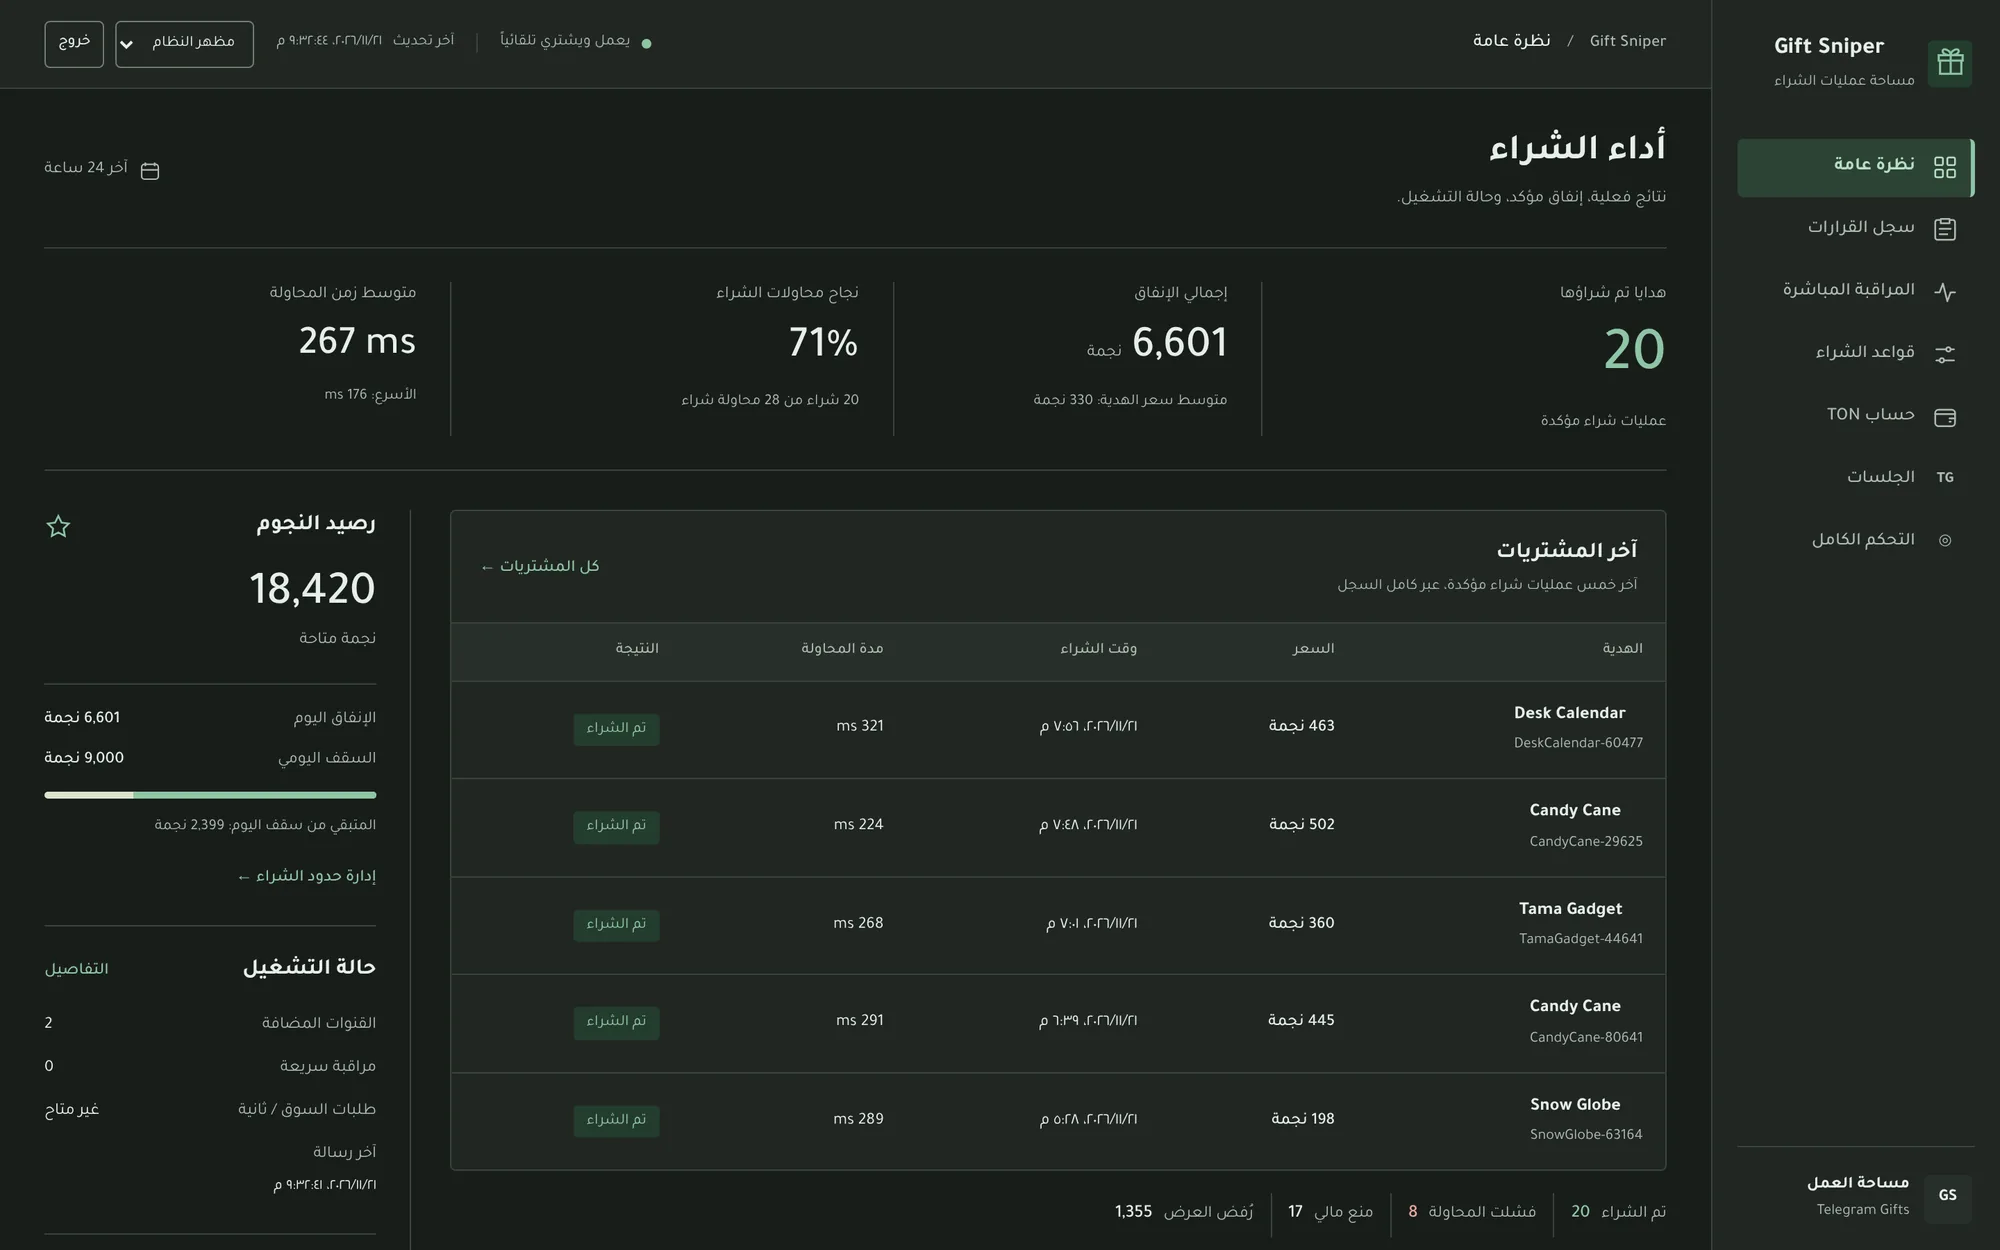 Gift Sniper
مساحة عمليات الشراء
نظرة عامة
سجل القرارات
المراقبة المباشرة
قواعد الشراء
حساب TON
TG الجلسات
التحكم الكامل
GS
مساحة العمل
Telegram Gifts
Gift Sniper / نظرة عامة
يعمل ويشتري تلقائياً
آخر تحديث ٢٠٢٦/١١/٢١، ٩:٣٢:٤٤ م
مظهر النظام
خروج
أداء الشراء
نتائج فعلية، إنفاق مؤكد، وحالة التشغيل.
آخر 24 ساعة
هدايا تم شراؤها
20
عمليات شراء مؤكدة
إجمالي الإنفاق
6,601 نجمة
متوسط سعر الهدية: 330 نجمة
نجاح محاولات الشراء
71%
20 شراء من 28 محاولة شراء
متوسط زمن المحاولة
267 ms
الأسرع: 176 ms
آخر المشتريات
آخر خمس عمليات شراء مؤكدة، عبر كامل السجل
كل المشتريات ←
الهدية السعر وقت الشراء مدة المحاولة النتيجة
Desk Calendar
DeskCalendar-60477
463 نجمة ٢٠٢٦/١١/٢١، ٧:٥٦ م 321 ms تم الشراء
Candy Cane
CandyCane-29625
502 نجمة ٢٠٢٦/١١/٢١، ٧:٤٨ م 224 ms تم الشراء
Tama Gadget
TamaGadget-44641
360 نجمة ٢٠٢٦/١١/٢١، ٧:٠١ م 268 ms تم الشراء
Candy Cane
CandyCane-80641
445 نجمة ٢٠٢٦/١١/٢١، ٦:٣٩ م 291 ms تم الشراء
Snow Globe
SnowGlobe-63164
198 نجمة ٢٠٢٦/١١/٢١، ٥:٢٨ م 289 ms تم الشراء
تم الشراء 20
فشلت المحاولة 8
منع مالي 17
رُفض العرض 1,355
رصيد النجوم
18,420
نجمة متاحة
الإنفاق اليوم 6,601 نجمة
السقف اليومي 9,000 نجمة
المتبقي من سقف اليوم: 2,399 نجمة
إدارة حدود الشراء ←
حالة التشغيل
التفاصيل
القنوات المضافة 2
مراقبة سريعة 0
طلبات السوق / ثانية غير متاح
آخر رسالة
٢٠٢٦/١١/٢١، ٩:٣٢:٤١ م